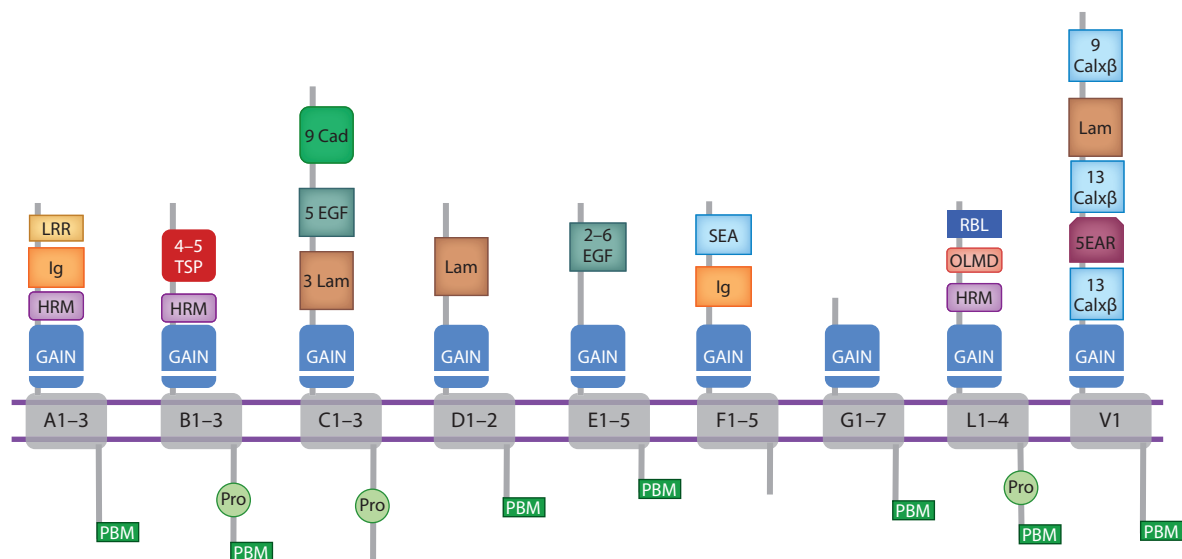 LRR
Ig
HRM
GAIN
A1–3
PBM
4–5
TSP
HRM
GAIN
B1–3
Pro
PBM
9 Cad
5 EGF
3 Lam
GAIN
C1–3
Pro
Lam
GAIN
D1–2
PBM
2–6
EGF
GAIN
E1–5
PBM
SEA
Ig
GAIN
F1–5
GAIN
G1–7
PBM
RBL
OLMD
HRM
GAIN
L1–4
Pro
PBM
9
Calxβ
Lam
13
Calxβ
5EAR
13
Calxβ
GAIN
V1
PBM